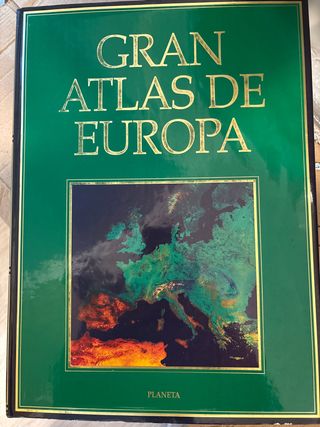 GRAN
ATLAS DE
EUROPA
PLANETA